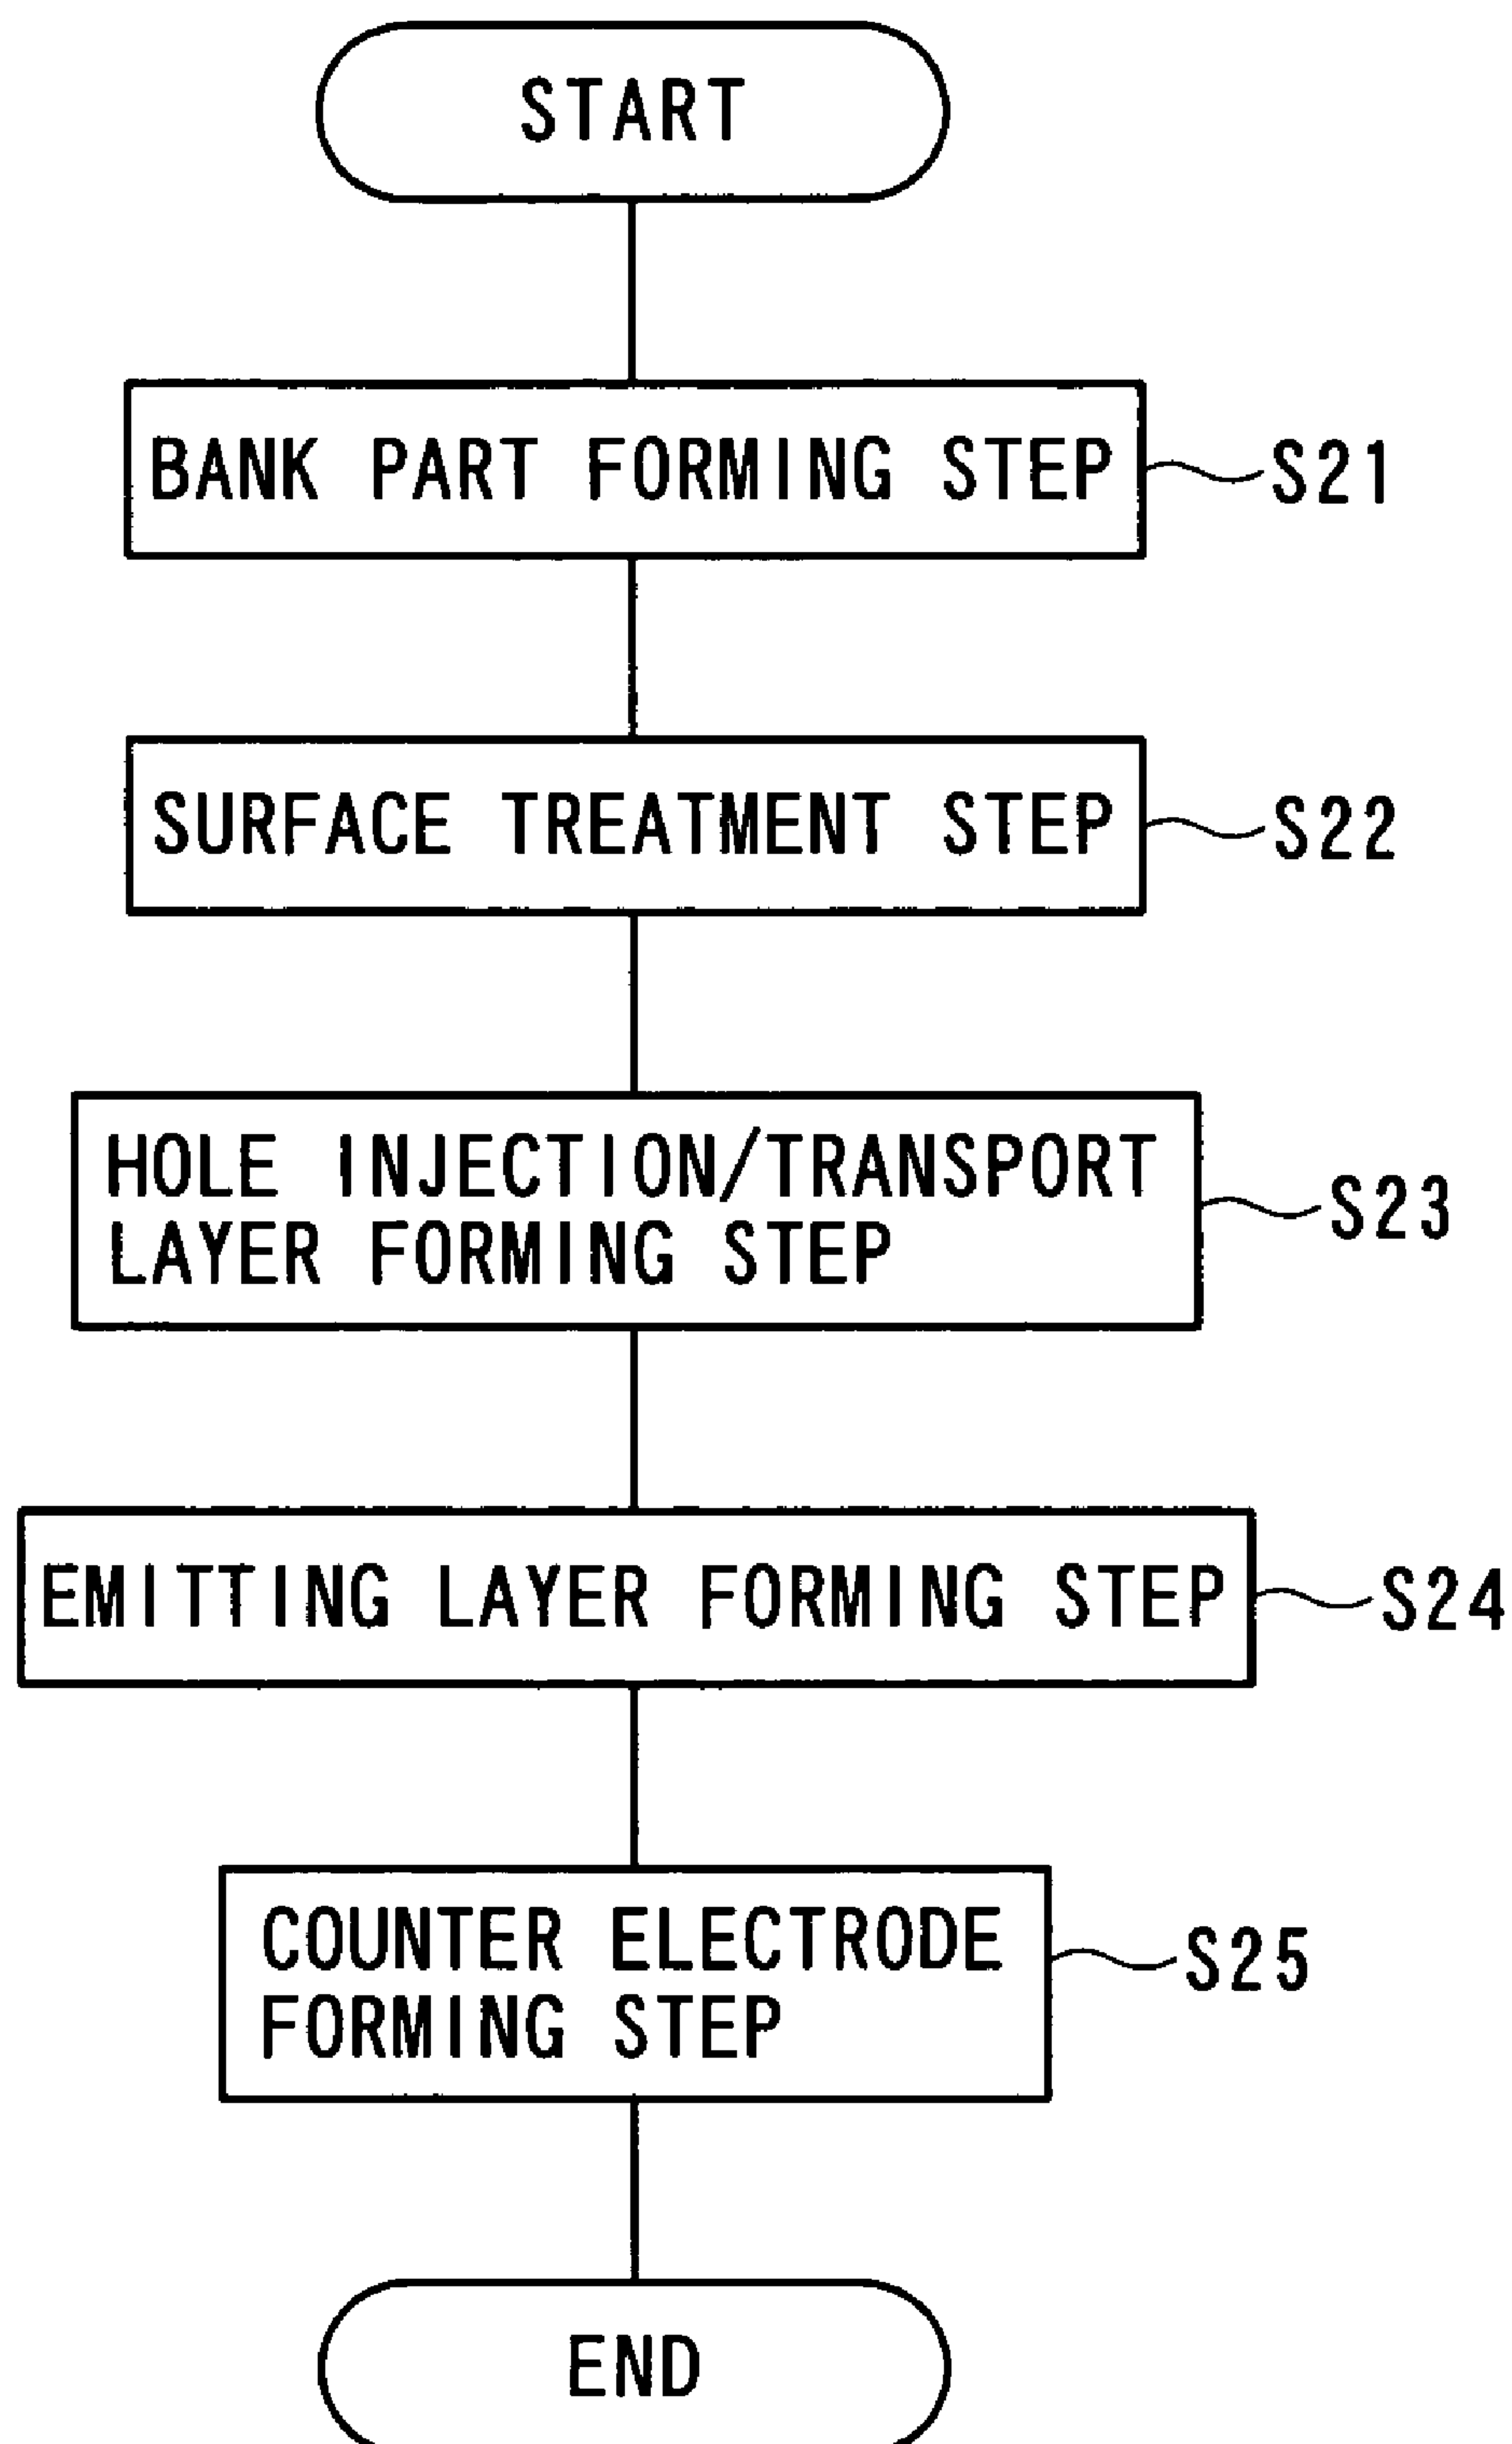 START
BANK PART FORMING STEP
S21
SURFACE TREATMENT STEP
S22
HOLE INJECTION/TRANSPORT
LAYER FORMING STEP
S23
EMITTING LAYER FORMING STEP
S24
COUNTER ELECTRODE
FORMING STEP
S25
END